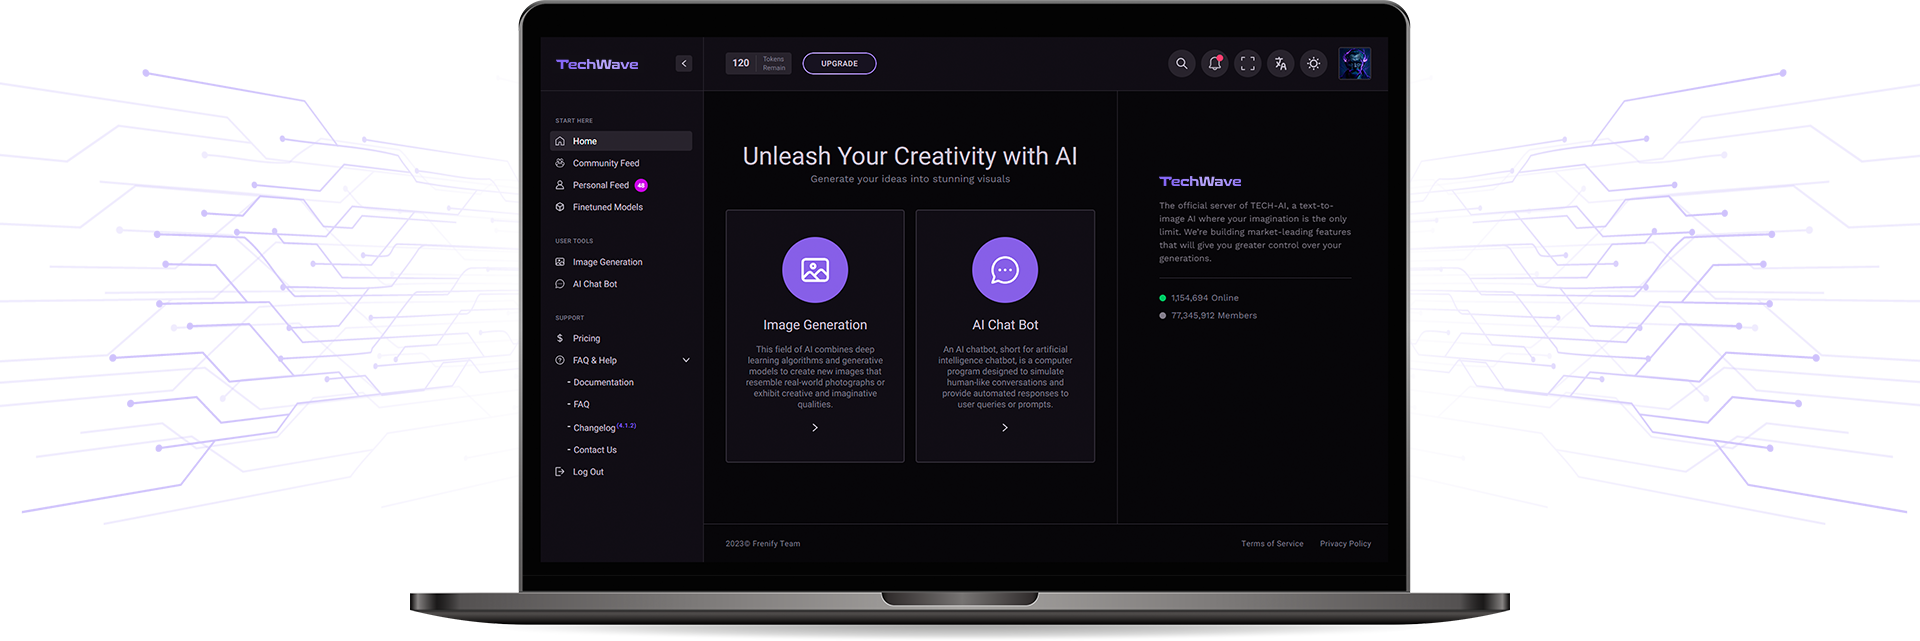 TechWave
120
Tokens
Remain
UPGRADE
START HERE
Home
Community Feed
Personal Feed 48
Finetuned Models
USER TOOLS
Image Generation
AI Chat Bot
SUPPORT
$ Pricing
FAQ & Help
- Documentation
- FAQ
- Changelog (4.1.2)
- Contact Us
Log Out
Unleash Your Creativity with AI
Generate your ideas into stunning visuals
Image Generation
This field of AI combines deep
learning algorithms and generative
models to create new images that
resemble real-world photographs or
exhibit creative and imaginative
qualities.
AI Chat Bot
An AI chatbot, short for artificial
intelligence chatbot, is a computer
program designed to simulate
human-like conversations and
provide automated responses to
user queries or prompts.
TechWave
The official server of TECH-AI, a text-to-
image AI where your imagination is the only
limit. We're building market-leading features
that will give you greater control over your
generations.
1,154,694 Online
77,345,912 Members
2023© Frenify Team
Terms of Service
Privacy Policy